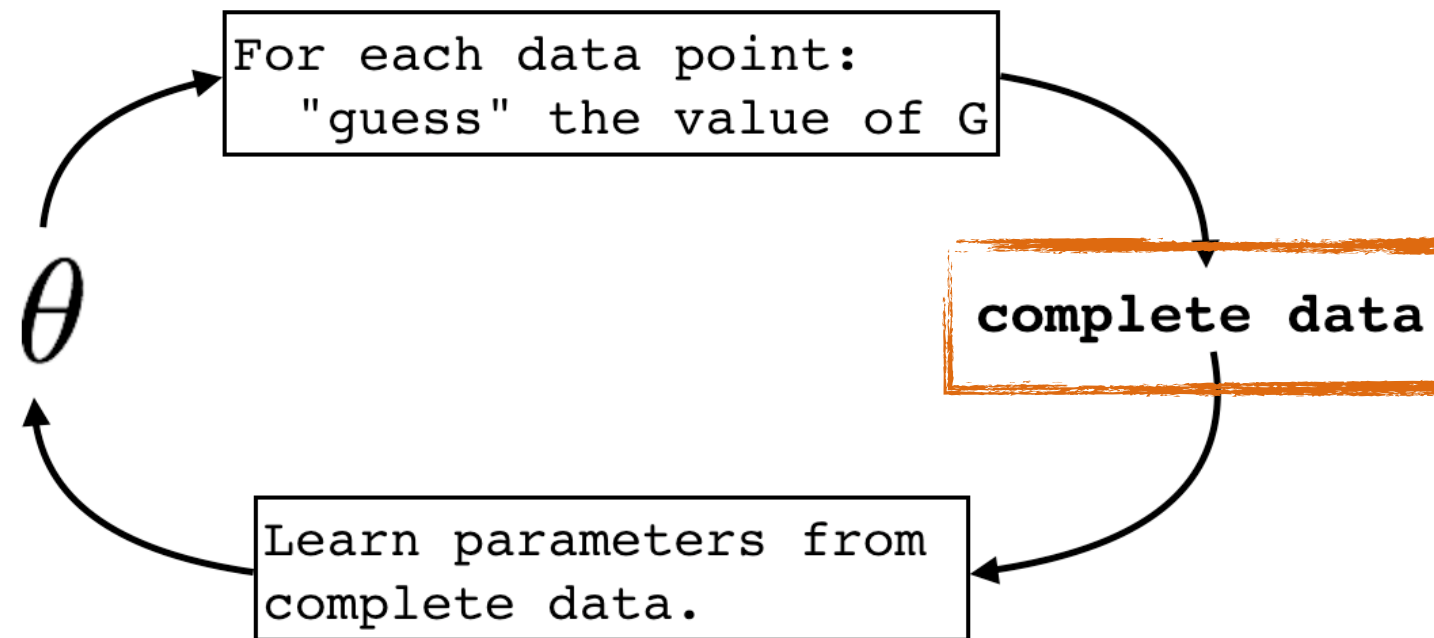 For each data point:
"guess" the value of G
θ
complete data
Learn parameters from
complete data.